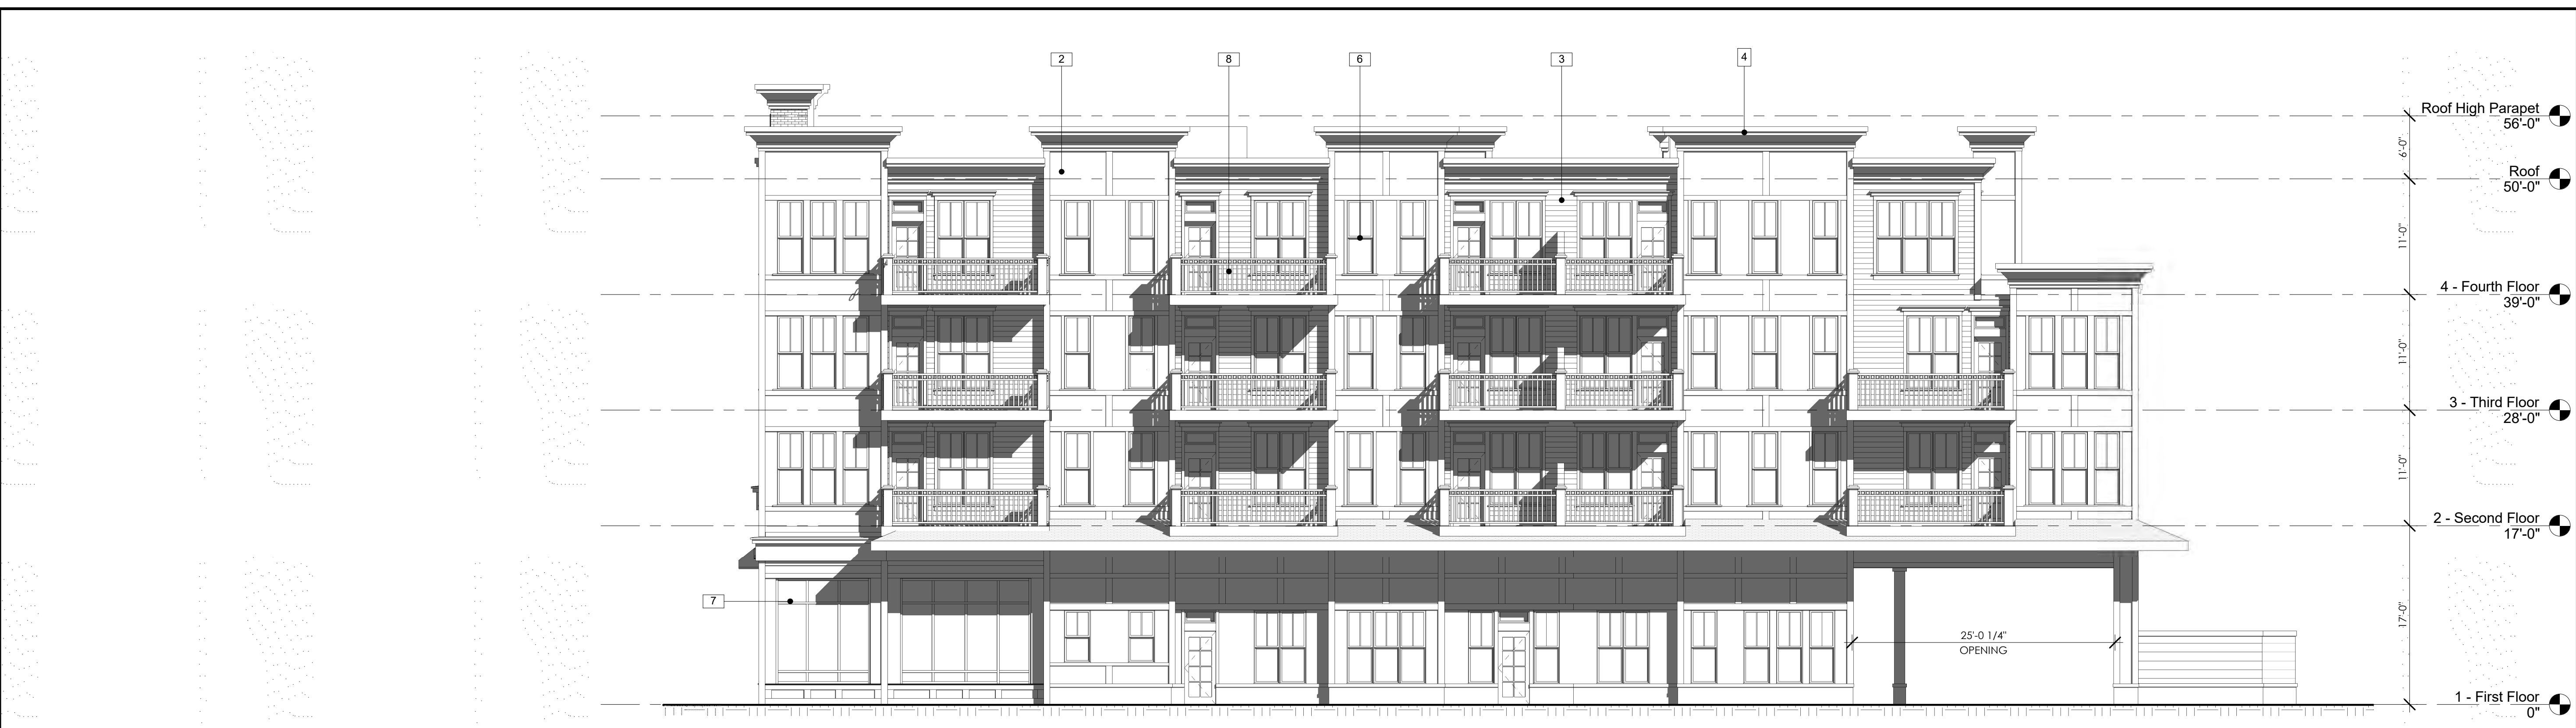 2
8
6
3
4
Roof High Parapet
56'-0"
6'-0"
Roof
50'-0"
11'-0"
4 - Fourth Floor
39'-0"
11'-0"
3 - Third Floor
28'-0"
11'-0"
2 - Second Floor
17'-0"
7
17'-0"
25'-0 1/4"
OPENING
1 - First Floor
0"